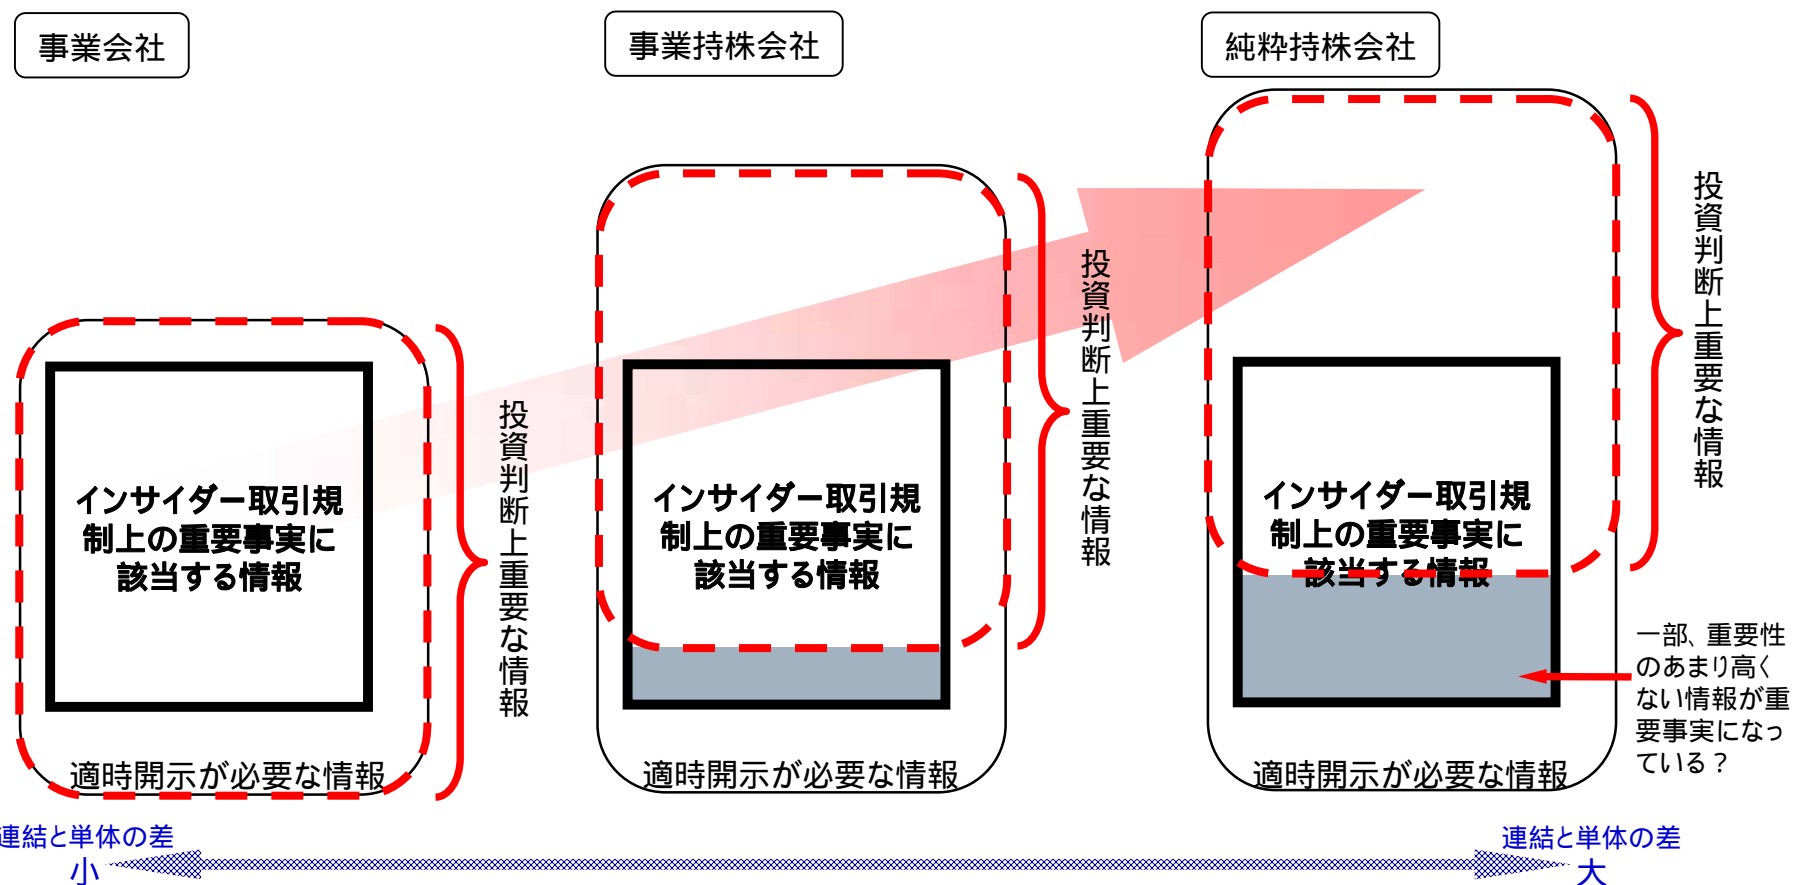 事業会社
事業持株会社
純粋持株会社
インサイダー取引規
制上の重要事実に
該当する情報
適時開示が必要な情報
投資判断上重要な情報
インサイダー取引規
制上の重要事実に
該当する情報
適時開示が必要な情報
投資判断上重要な情報
インサイダー取引規
制上の重要事実に
該当する情報
適時開示が必要な情報
投資判断上重要な情報
一部、重要性
のあまり高く
ない情報が重
要事実になっ
ている？
連結と単体の差
小
連結と単体の差
大